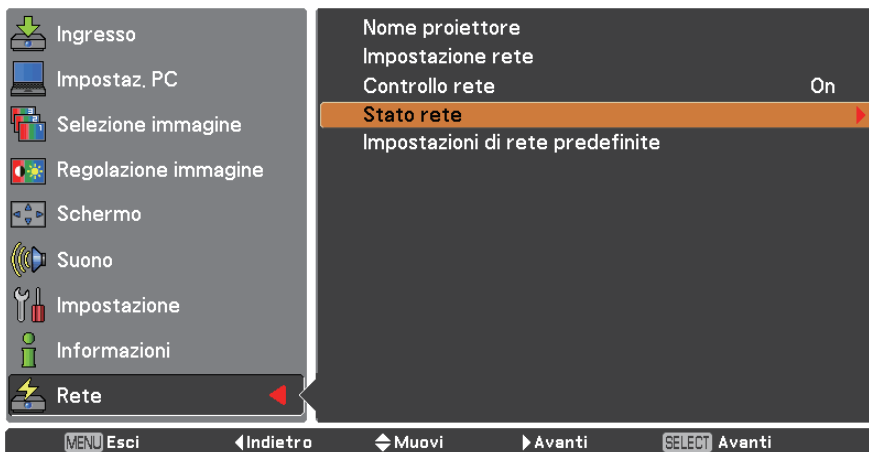 Ingresso
Impostaz. PC
Selezione immagine
Regolazione immagine
Schermo
Suono
Impostazione
Informazioni
Rete
Nome proiettore
Impostazione rete
Controllo rete On
Stato rete
Impostazioni di rete predefinite
MENU Esci Indietro Muovi Avanti SELECT Avanti